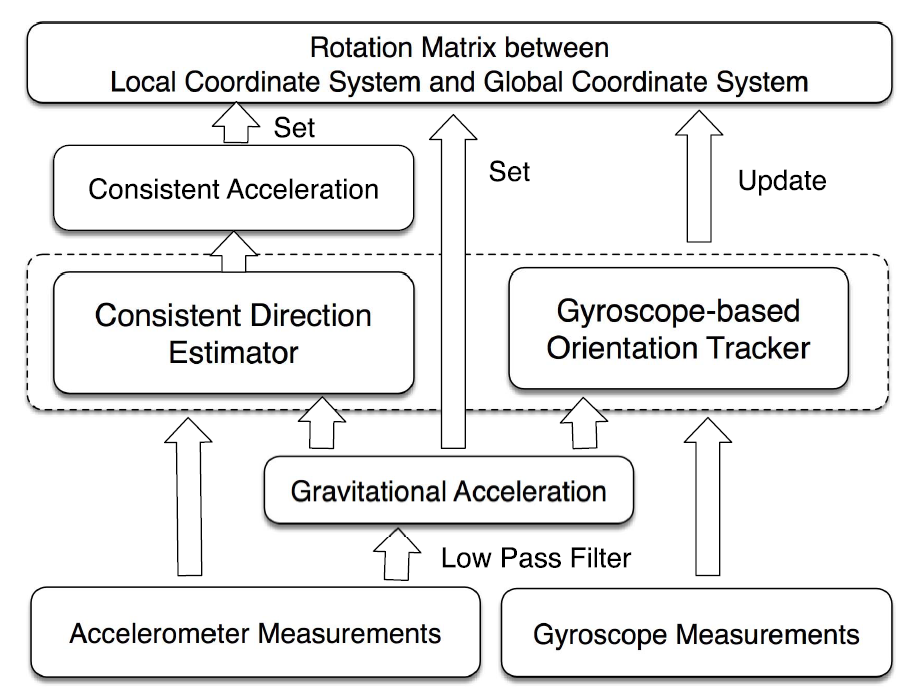 Rotation Matrix between
Local Coordinate System and Global Coordinate System
Set
Consistent Acceleration
Set
Update
Consistent Direction
Estimator
Gyroscope-based
Orientation Tracker
Gravitational Acceleration
Low Pass Filter
Accelerometer Measurements
Gyroscope Measurements